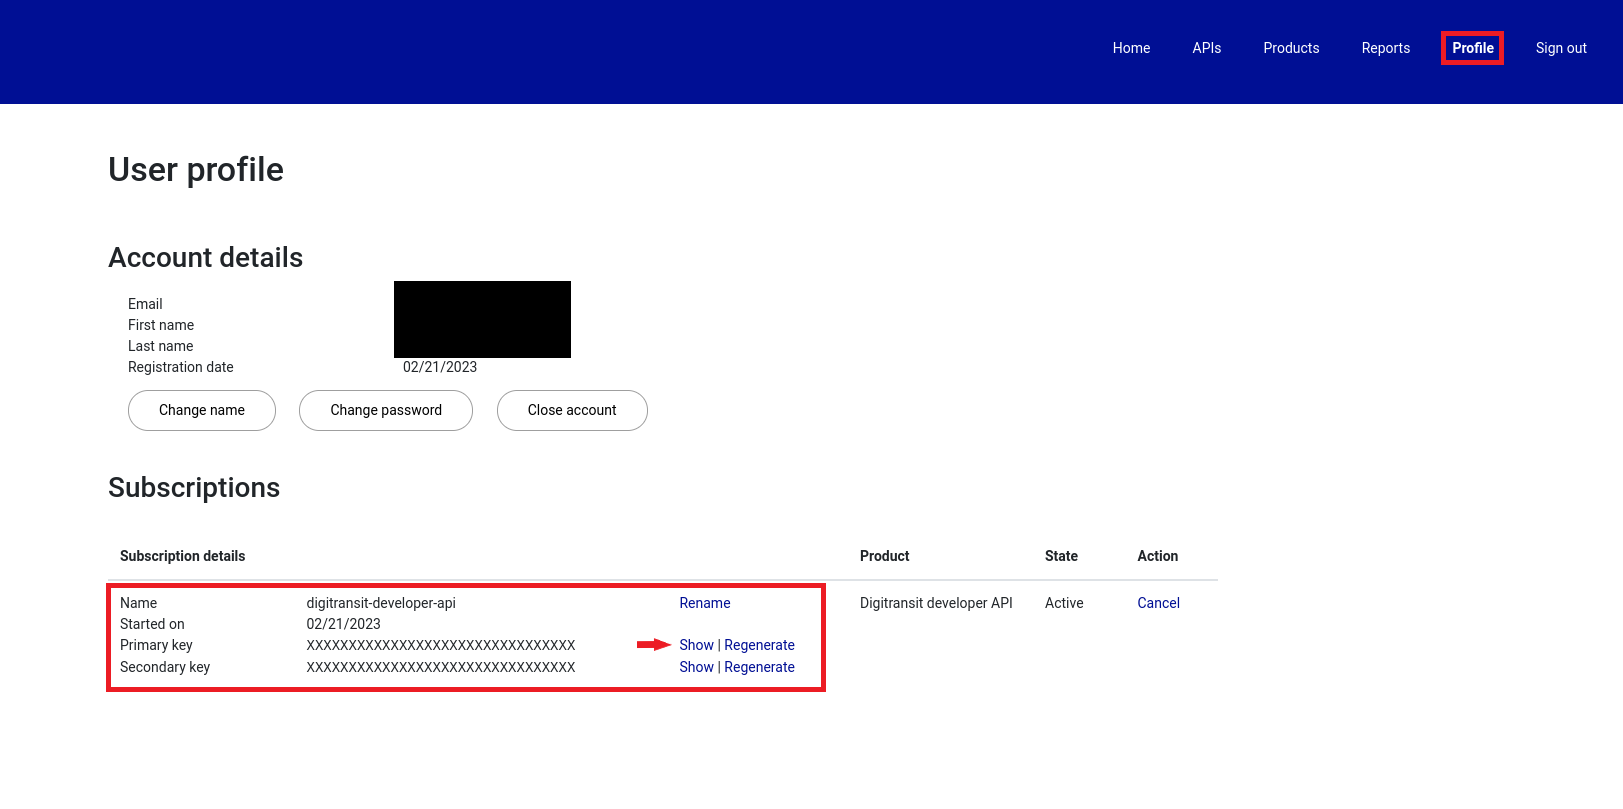 Home APIs Products Reports Profile Sign out
User profile
Account details
Email
First name
Last name
Registration date 02/21/2023
Change name Change password Close account
Subscriptions
Subscription details Product State Action
Name digitransit-developer-api Rename Digitransit developer API Active Cancel
Started on 02/21/2023
Primary key XXXXXXXXXXXXXXXXXXXXXXXXXXXXXXXX Show | Regenerate
Secondary key XXXXXXXXXXXXXXXXXXXXXXXXXXXXXXXX Show | Regenerate